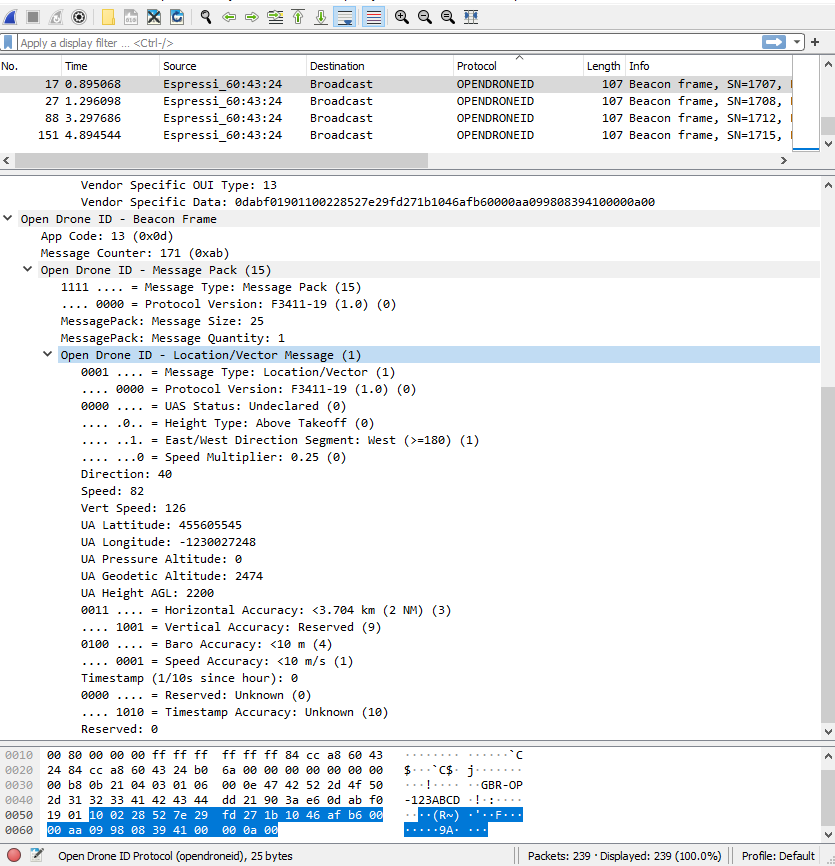 Apply a display filter ... <Ctrl-/>
No. Time Source Destination Protocol Length Info
17 0.895068 Espressi_60:43:24 Broadcast OPENDRONEID 107 Beacon frame, SN=1707,
27 1.296098 Espressi_60:43:24 Broadcast OPENDRONEID 107 Beacon frame, SN=1708,
88 3.297686 Espressi_60:43:24 Broadcast OPENDRONEID 107 Beacon frame, SN=1712,
151 4.894544 Espressi_60:43:24 Broadcast OPENDRONEID 107 Beacon frame, SN=1715,
Vendor Specific OUI Type: 13
Vendor Specific Data: 0dabf01901100228527e29fd271b1046afb60000aa099808394100000a00
Open Drone ID - Beacon Frame
App Code: 13 (0x0d)
Message Counter: 171 (0xab)
Open Drone ID - Message Pack (15)
1111 .... = Message Type: Message Pack (15)
.... 0000 = Protocol Version: F3411-19 (1.0) (0)
MessagePack: Message Size: 25
MessagePack: Message Quantity: 1
Open Drone ID - Location/Vector Message (1)
0001 .... = Message Type: Location/Vector (1)
.... 0000 = Protocol Version: F3411-19 (1.0) (0)
0000 .... = UAS Status: Undeclared (0)
.... .0.. = Height Type: Above Takeoff (0)
.... ..1. = East/West Direction Segment: West (>=180) (1)
.... ...0 = Speed Multiplier: 0.25 (0)
Direction: 40
Speed: 82
Vert Speed: 126
UA Lattitude: 455605545
UA Longitude: -1230027248
UA Pressure Altitude: 0
UA Geodetic Altitude: 2474
UA Height AGL: 2200
0011 .... = Horizontal Accuracy: <3.704 km (2 NM) (3)
.... 1001 = Vertical Accuracy: Reserved (9)
0100 .... = Baro Accuracy: <10 m (4)
.... 0001 = Speed Accuracy: <10 m/s (1)
Timestamp (1/10s since hour): 0
0000 .... = Reserved: Unknown (0)
.... 1010 = Timestamp Accuracy: Unknown (10)
Reserved: 0
0010 00 80 00 00 00 ff ff ff ff ff ff 84 cc a8 60 43 ········ ······`C
0020 24 84 cc a8 60 43 24 b0 6a 00 00 00 00 00 00 00 $···`C$· j·······
0030 00 b8 0b 21 04 03 01 06 00 0e 47 42 52 2d 4f 50 ···!···· ··GBR-OP
0040 2d 31 32 33 41 42 43 44 dd 21 90 3a e6 0d ab f0 -123ABCD ·!·:····
0050 19 01 10 02 28 52 7e 29 fd 27 1b 10 46 af b6 00 ····(R~) ·'··F···
0060 00 aa 09 98 08 39 41 00 00 0a 00 ·····9A· ···
Open Drone ID Protocol (opendroneid), 25 bytes Packets: 239 · Displayed: 239 (100.0%) Profile: Default